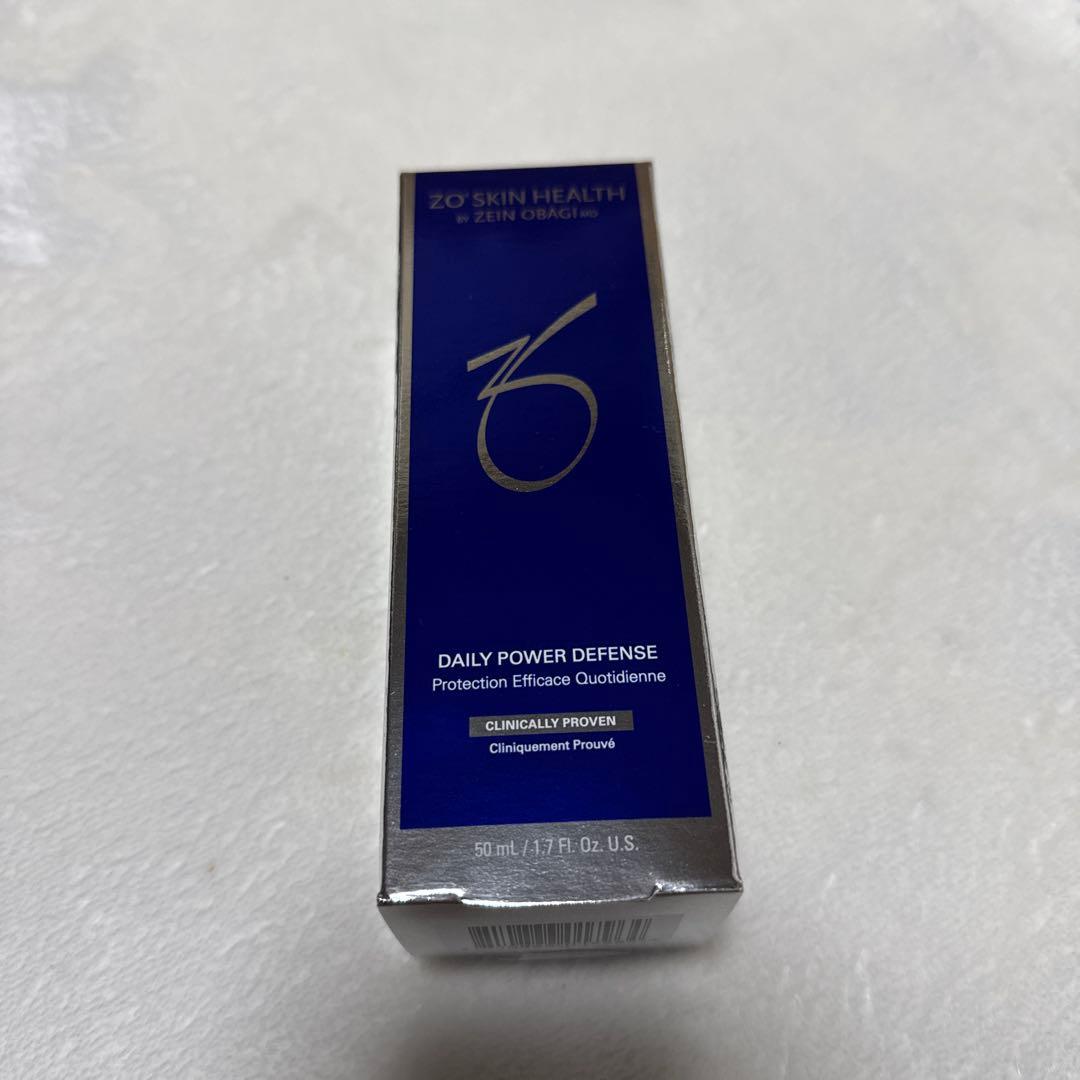 ZO® SKIN HEALTH
BY ZEIN OBAGI MD
ZO
DAILY POWER DEFENSE
Protection Efficace Quotidienne
CLINICALLY PROVEN
Cliniquement Prouvé
50 mL / 1.7 Fl. Oz. U.S.